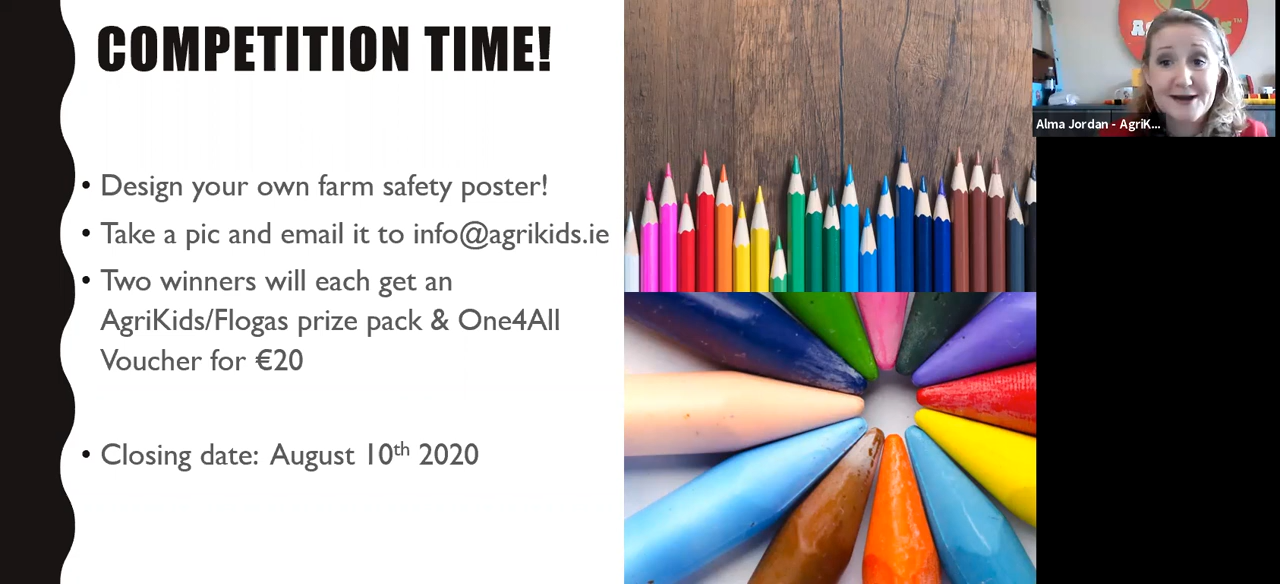 COMPETITION TIME!
Design your own farm safety poster!
Take a pic and email it to info@agrikids.ie
Two winners will each get an
AgriKids/Flogas prize pack & One4All
Voucher for €20
Closing date: August 10th 2020
Alma Jordan - AgriK...